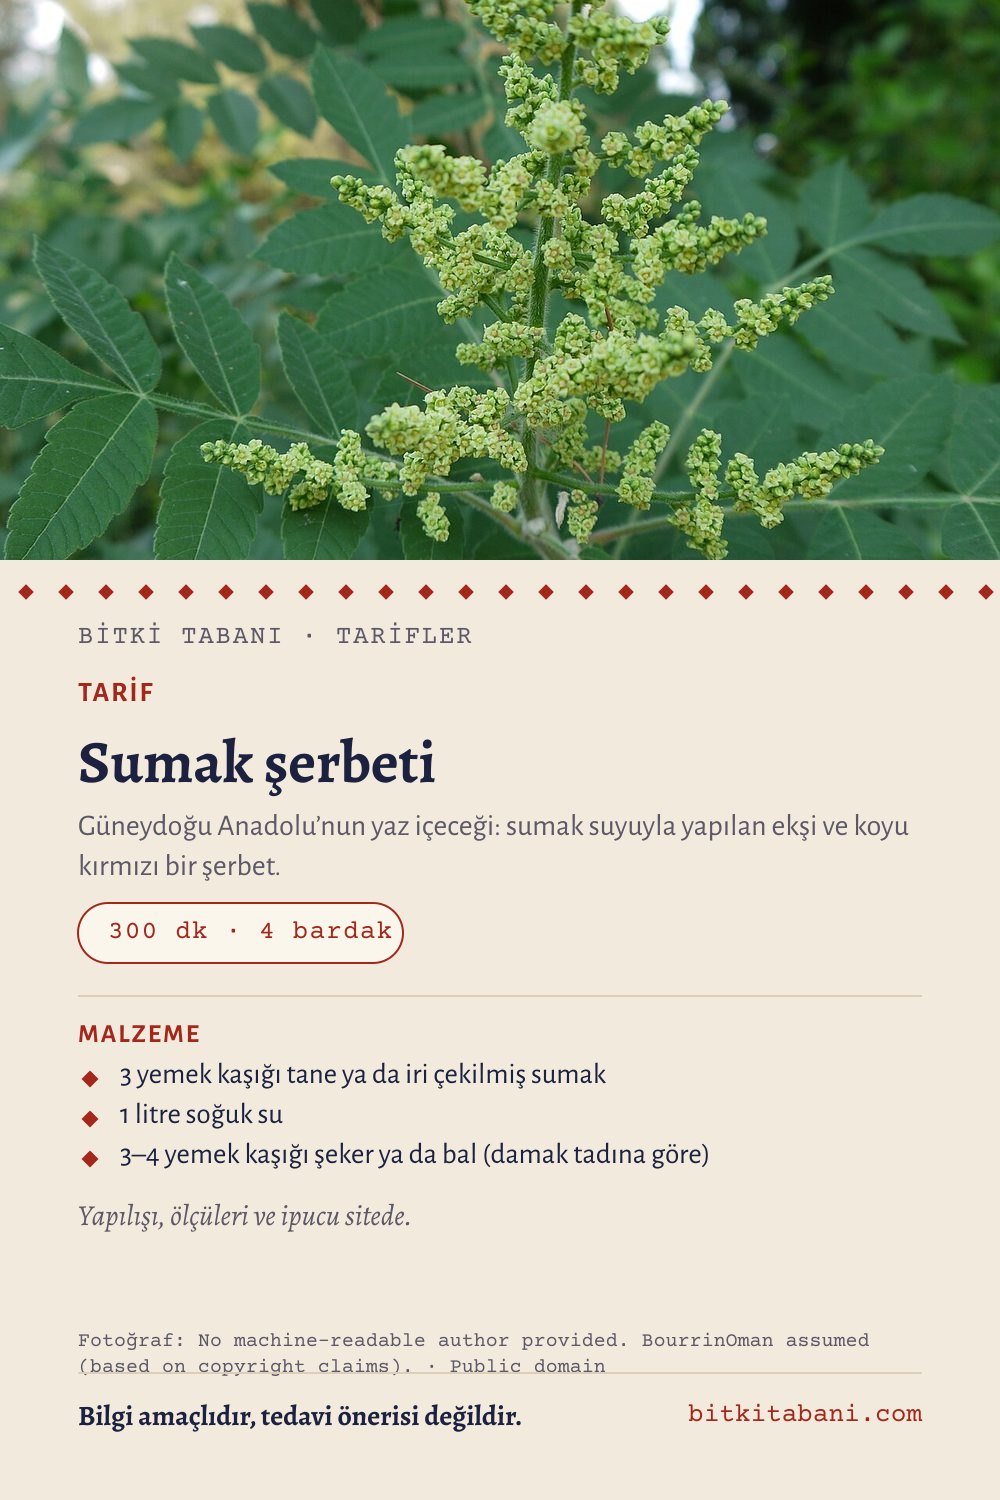 BİTKİ TABANI · TARİFLER
TARİF
Sumak şerbeti
Güneydoğu Anadolu’nun yaz içeceği: sumak suyuyla yapılan ekşi ve koyu
kırmızı bir şerbet.
300 dk · 4 bardak
MALZEME
3 yemek kaşığı tane ya da iri çekilmiş sumak
1 litre soğuk su
3–4 yemek kaşığı şeker ya da bal (damak tadına göre)
Yapılışı, ölçüleri ve ipucu sitede.
Fotoğraf: No machine-readable author provided. BourrinOman assumed
(based on copyright claims). · Public domain
Bilgi amaçlıdır, tedavi önerisi değildir.
bitkitabani.com